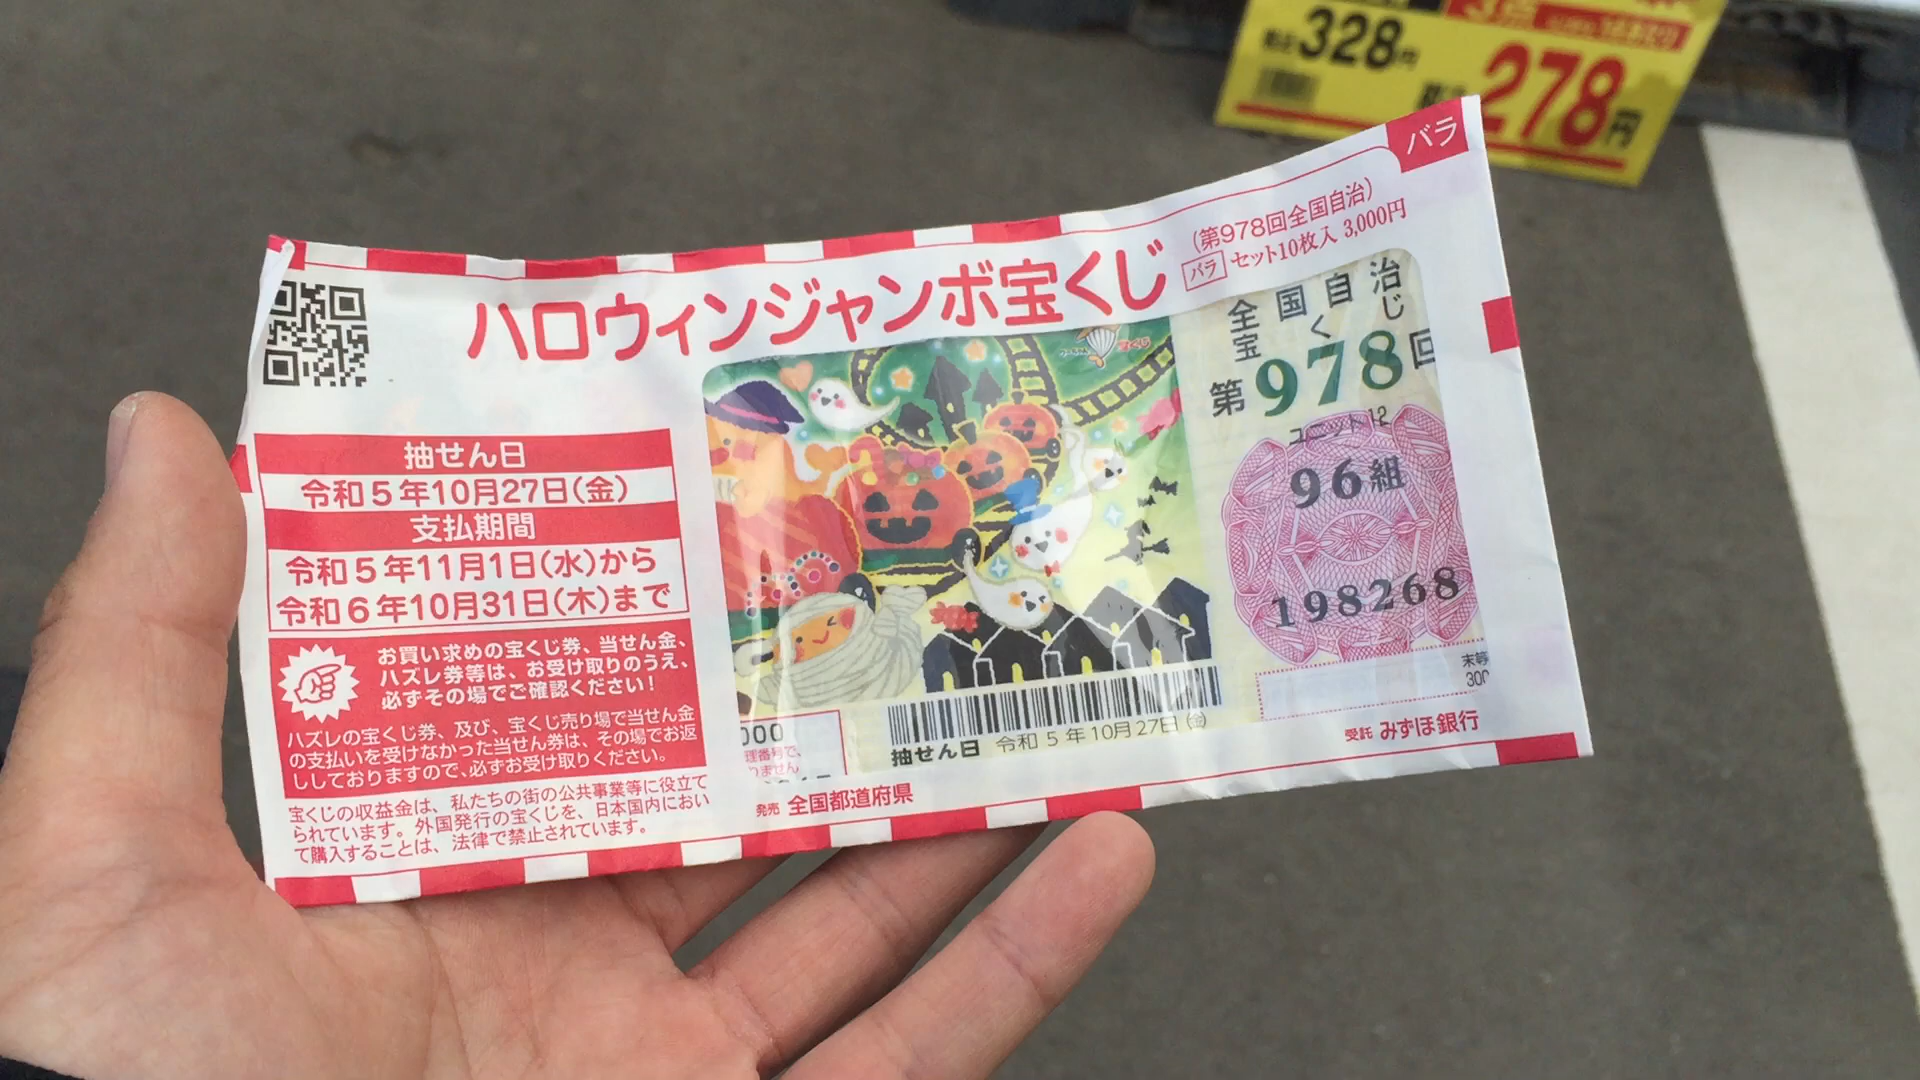 328円
278円
バラ
(第978回全国自治)
バラ セット10枚入 3,000円
ハロウィンジャンボ宝くじ
抽せん日
令和5年10月27日(金)
支払期間
令和5年11月1日(水)から
令和6年10月31日(木)まで
お買い求めの宝くじ券、当せん金、
ハズレ券等は、お受け取りのうえ、
必ずその場でご確認ください!
ハズレの宝くじ券、及び、宝くじ売り場で当せん金
の支払いを受けなかった当せん券は、その場でお返
ししておりますので、必ずお受け取りください。
宝くじの収益金は、私たちの街の公共事業等に役立て
られています。外国発行の宝くじを、日本国内におい
て購入することは、法律で禁止されています。
全国自治
宝くじ
第978回
ユニット12
96組
198268
末等
300
000
理番号で、
りません
抽せん日 令和5年10月27日(金)
発売 全国都道府県
受託 みずほ銀行